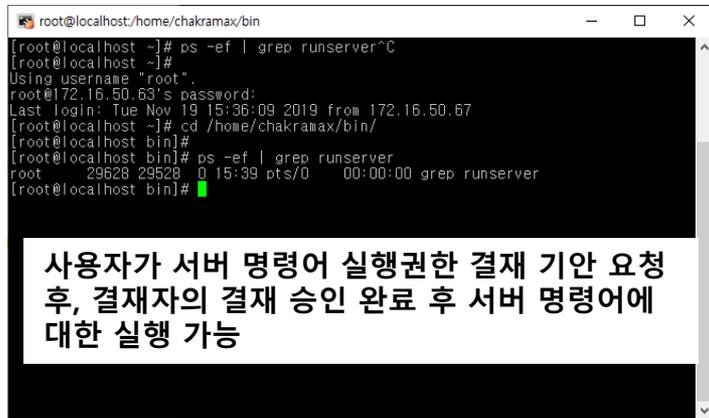 root@localhost:/home/chakramax/bin
[root@localhost ~]# ps -ef | grep runserver^C
[root@localhost ~]#
Using username "root".
root@172.16.50.63's password:
Last login: Tue Nov 19 15:36:09 2019 from 172.16.50.67
[root@localhost ~]# cd /home/chakramax/bin/
[root@localhost bin]#
[root@localhost bin]# ps -ef | grep runserver
root     29628 29528  0 15:39 pts/0    00:00:00 grep runserver
[root@localhost bin]#
사용자가 서버 명령어 실행권한 결재 기안 요청
후, 결재자의 결재 승인 완료 후 서버 명령어에
대한 실행 가능